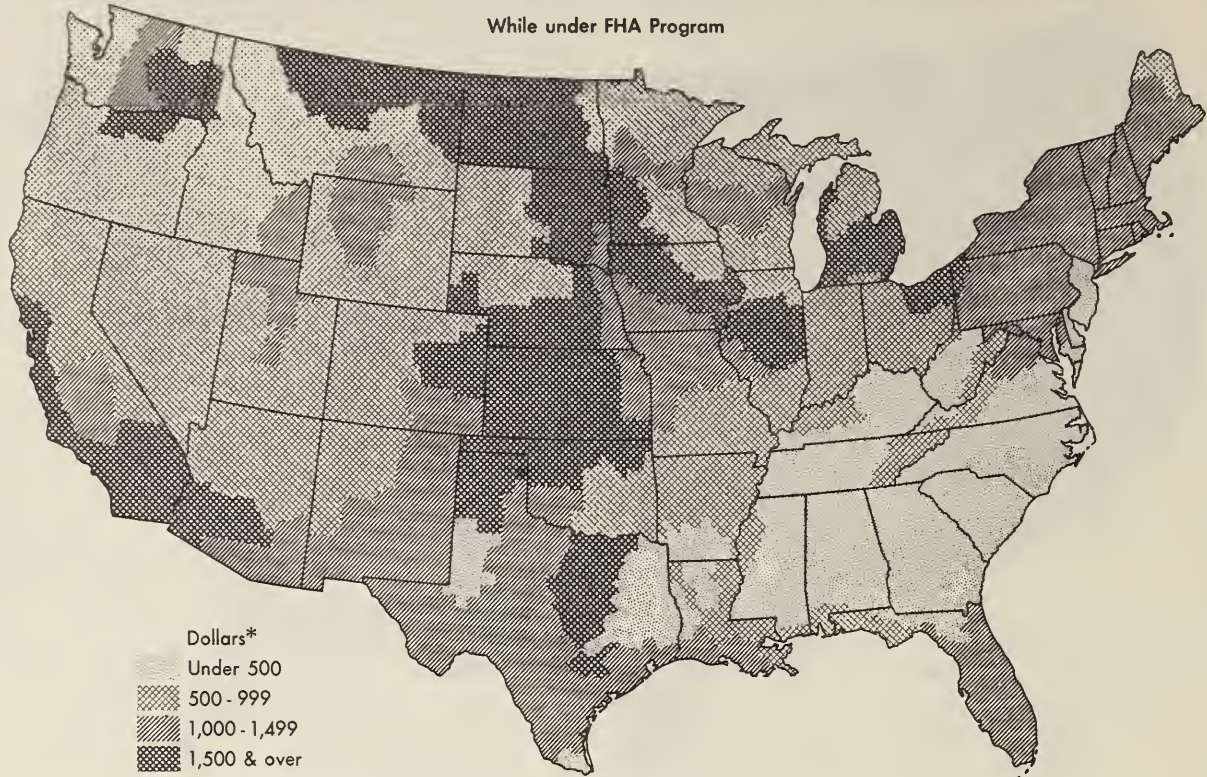 While under FHA Program
Dollars*
Under 500
500 - 999
1,000 - 1,499
1,500 & over